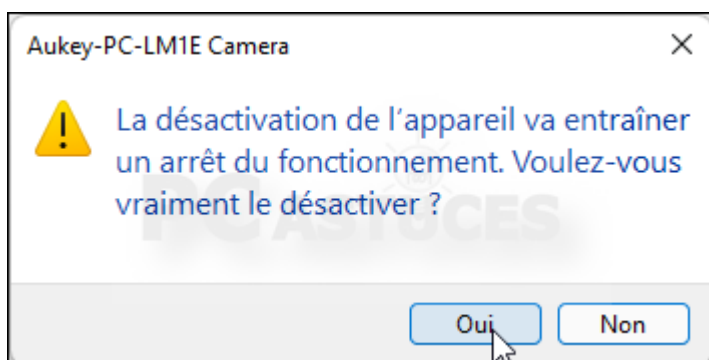 Aukey-PC-LM1E Camera
La désactivation de l’appareil va entraîner
un arrêt du fonctionnement. Voulez-vous
vraiment le désactiver ?
PC ASTUCES
Oui
Non